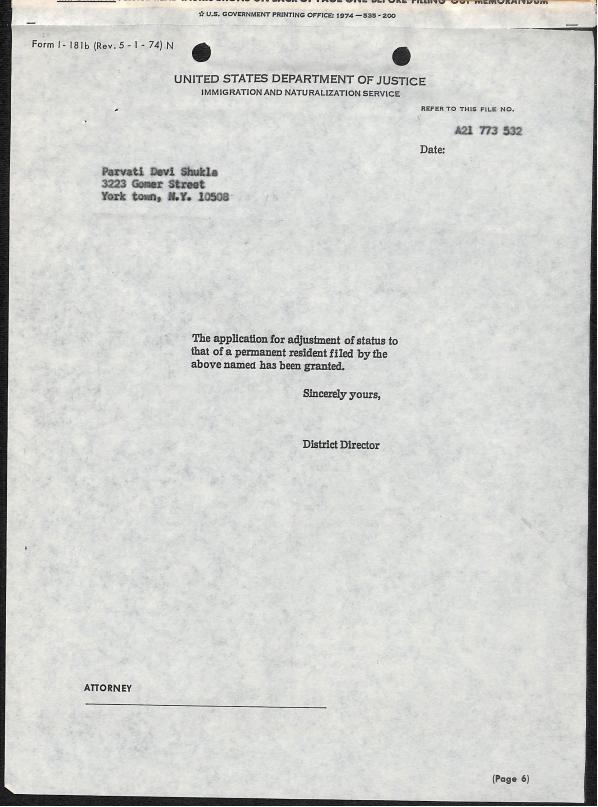 INSTRUCTIONS ON BACK OF PAGE ONE BEFORE FILLING OUT MEMORANDUM
☆ U.S. GOVERNMENT PRINTING OFFICE: 1974 — 535 - 200
Form I - 181b (Rev. 5 - 1 - 74) N
UNITED STATES DEPARTMENT OF JUSTICE
IMMIGRATION AND NATURALIZATION SERVICE
REFER TO THIS FILE NO.
A21 773 532
Date:
Parvati Devi Shukla
3223 Gomer Street
York town, N.Y. 10508
The application for adjustment of status to
that of a permanent resident filed by the
above named has been granted.
Sincerely yours,
District Director
ATTORNEY
(Page 6)